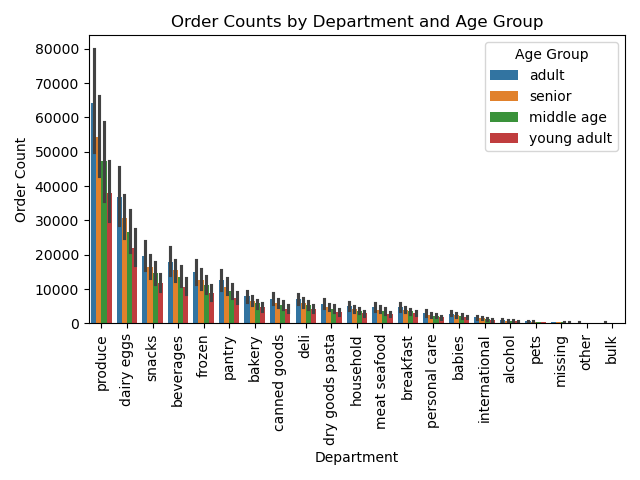 Order Counts by Department and Age Group
Order Count
80000
70000
60000
50000
40000
30000
20000
10000
0
Age Group
adult
senior
middle age
young adult
produce
dairy eggs
snacks
beverages
frozen
pantry
bakery
canned goods
deli
dry goods pasta
household
meat seafood
breakfast
personal care
babies
international
alcohol
pets
missing
other
bulk
Department